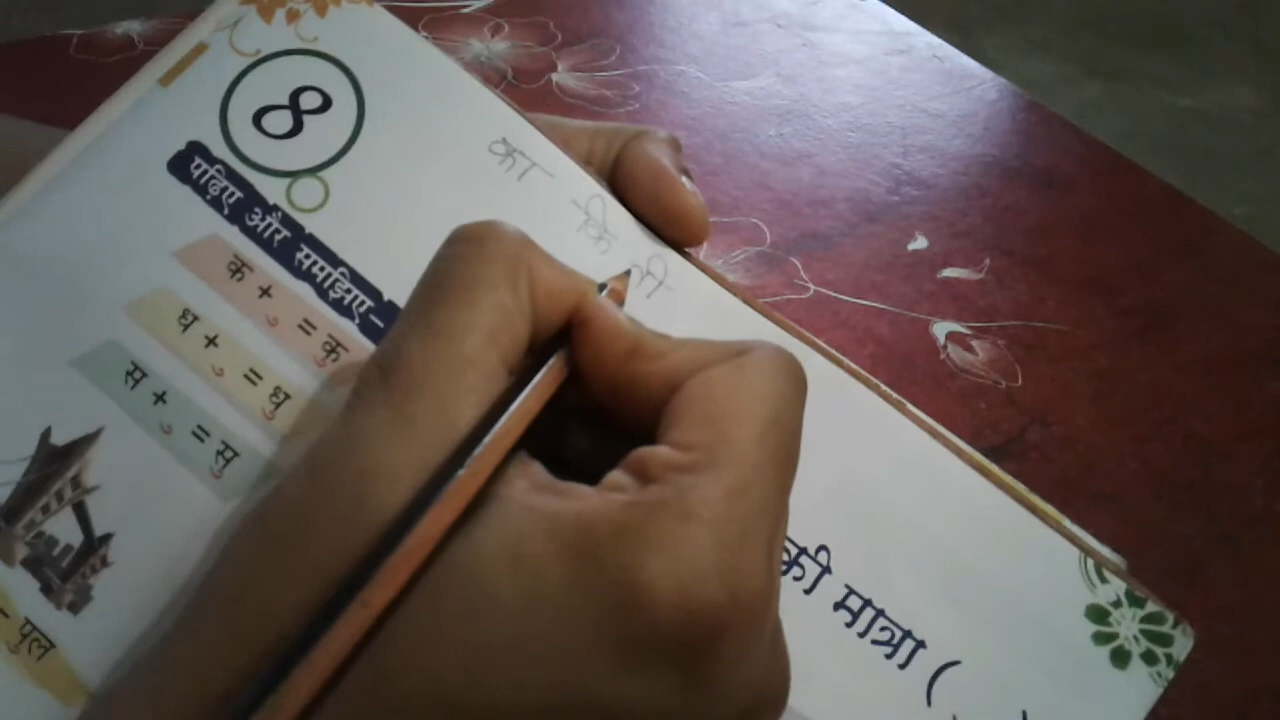 8
का कि की
की मात्रा (
पढ़िए और समझिए-
क + ु = कु
घ + ु = घु
स + ु = सु
- पुल